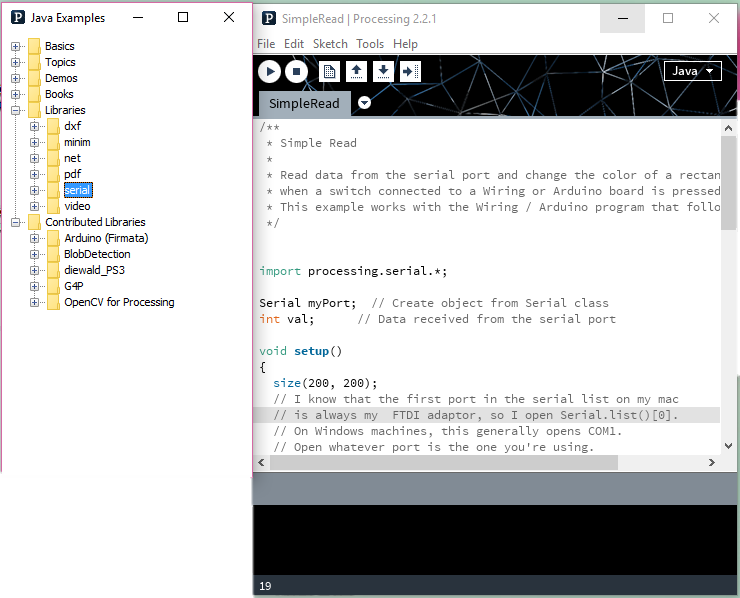 Java Examples
Basics
Topics
Demos
Books
Libraries
dxf
minim
net
pdf
serial
video
Contributed Libraries
Arduino (Firmata)
BlobDetection
diewald_PS3
G4P
OpenCV for Processing
SimpleRead | Processing 2.2.1
File Edit Sketch Tools Help
Java
SimpleRead
/**
* Simple Read
*
* Read data from the serial port and change the color of a rectan
* when a switch connected to a Wiring or Arduino board is pressed
* This example works with the Wiring / Arduino program that follo
*/
import processing.serial.*;
Serial myPort;  // Create object from Serial class
int val;      // Data received from the serial port
void setup()
{
size(200, 200);
// I know that the first port in the serial list on my mac
// is always my  FTDI adaptor, so I open Serial.list()[0].
// On Windows machines, this generally opens COM1.
// Open whatever port is the one you're using.
19